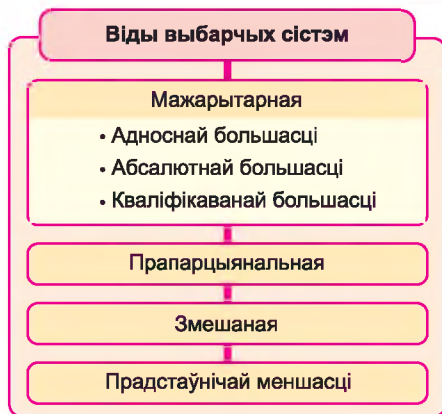 Віды выбарчых сістэм
Мажарытарная
• Адноснай большасці
• Абсалютнай большасці
• Кваліфікаванай большасці
Прапарцыянальная
Змешаная
Прадстаўнічай меншасці